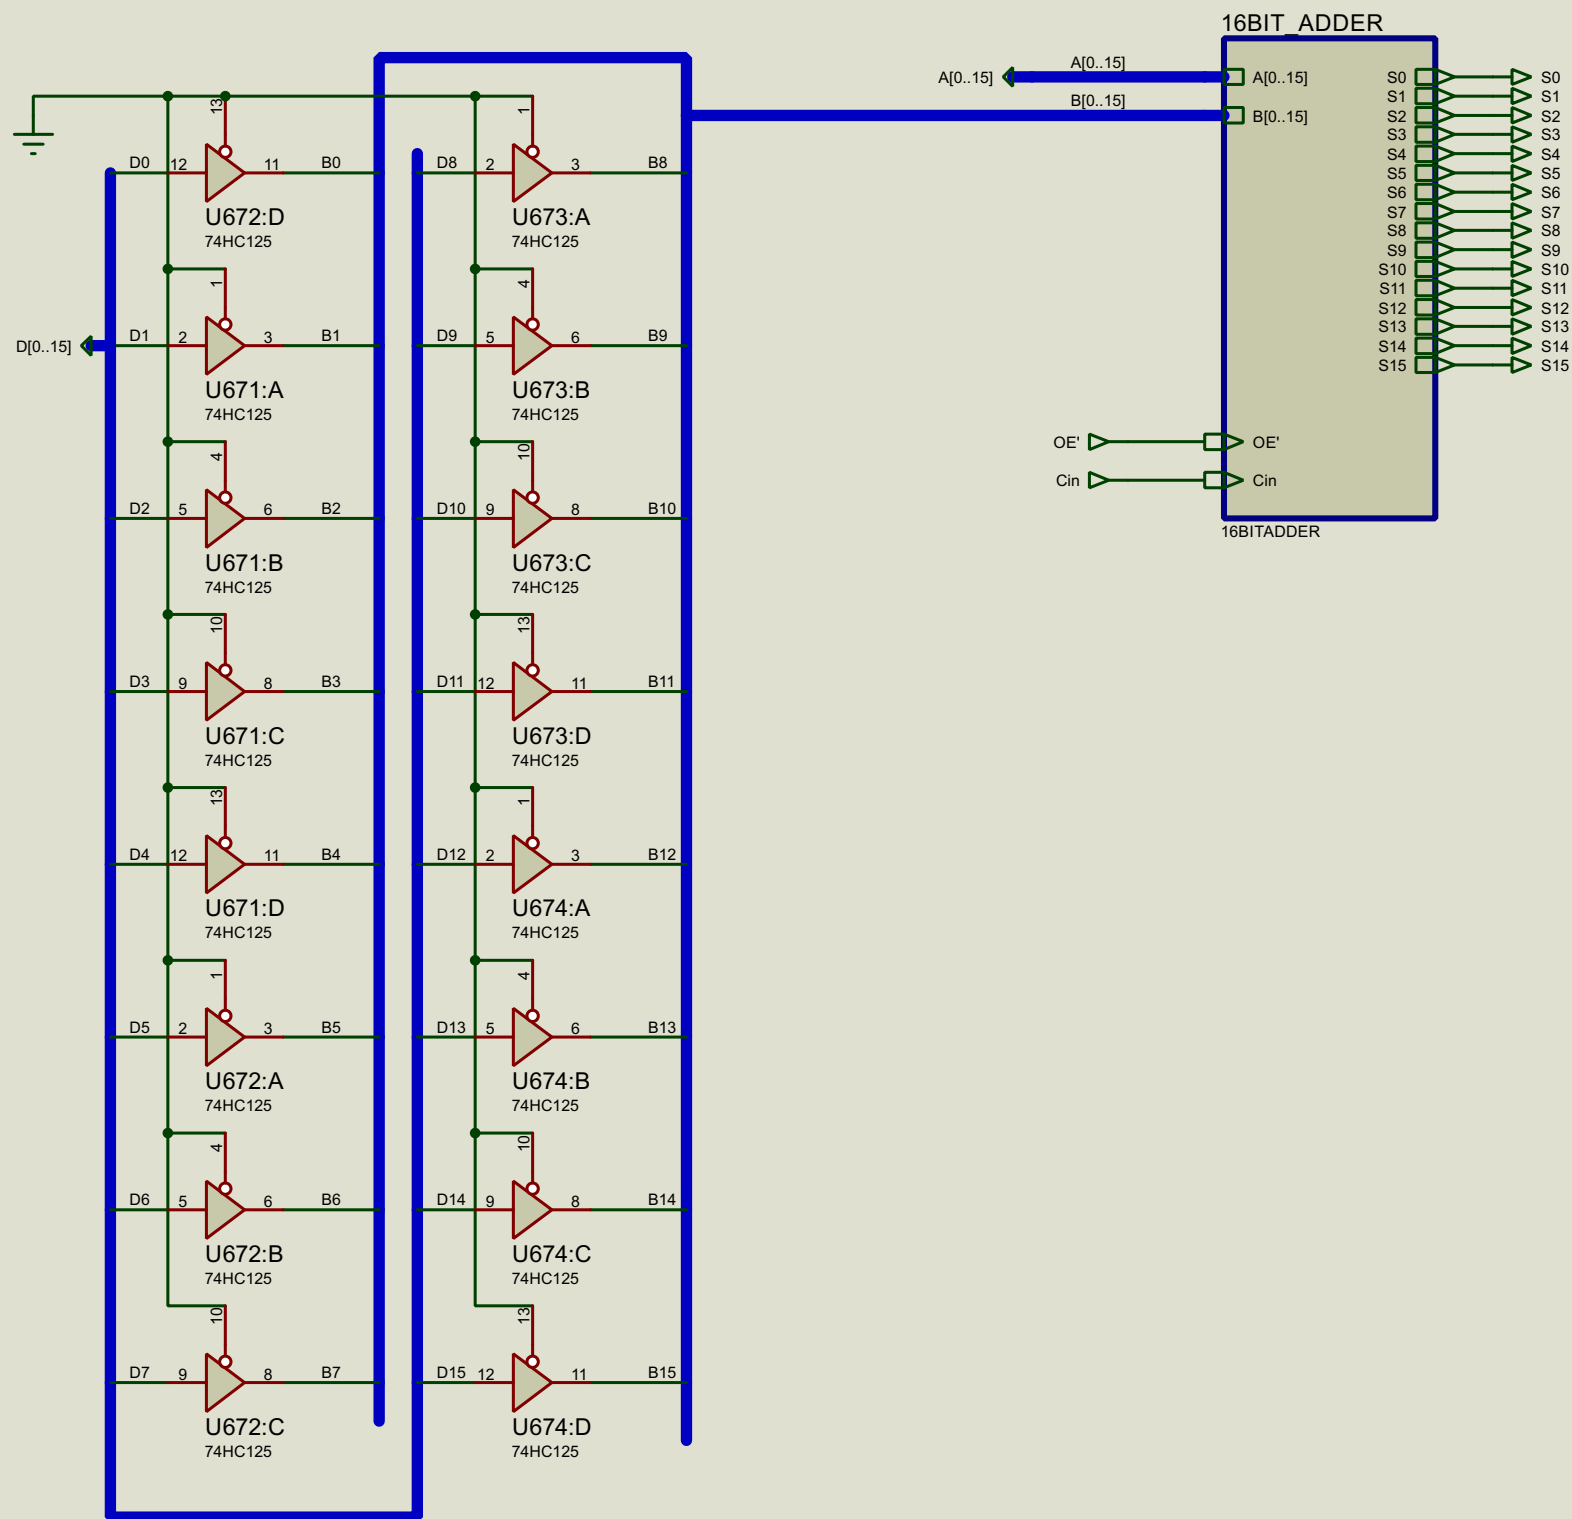 16BIT_ADDER
A[0..15] A[0..15] A[0..15] S0 S0
B[0..15] B[0..15] S1 S1
S2 S2
S3 S3
S4 S4
S5 S5
S6 S6
S7 S7
S8 S8
S9 S9
S10 S10
S11 S11
S12 S12
S13 S13
S14 S14
S15 S15
OE' OE'
Cin Cin
16BITADDER
13
D0 12 11 B0
U672:D
74HC125
1
D8 2 3 B8
U673:A
74HC125
D[0..15]
1
D1 2 3 B1
U671:A
74HC125
4
D9 5 6 B9
U673:B
74HC125
4
D2 5 6 B2
U671:B
74HC125
10
D10 9 8 B10
U673:C
74HC125
10
D3 9 8 B3
U671:C
74HC125
13
D11 12 11 B11
U673:D
74HC125
13
D4 12 11 B4
U671:D
74HC125
1
D12 2 3 B12
U674:A
74HC125
1
D5 2 3 B5
U672:A
74HC125
4
D13 5 6 B13
U674:B
74HC125
4
D6 5 6 B6
U672:B
74HC125
10
D14 9 8 B14
U674:C
74HC125
10
D7 9 8 B7
U672:C
74HC125
13
D15 12 11 B15
U674:D
74HC125